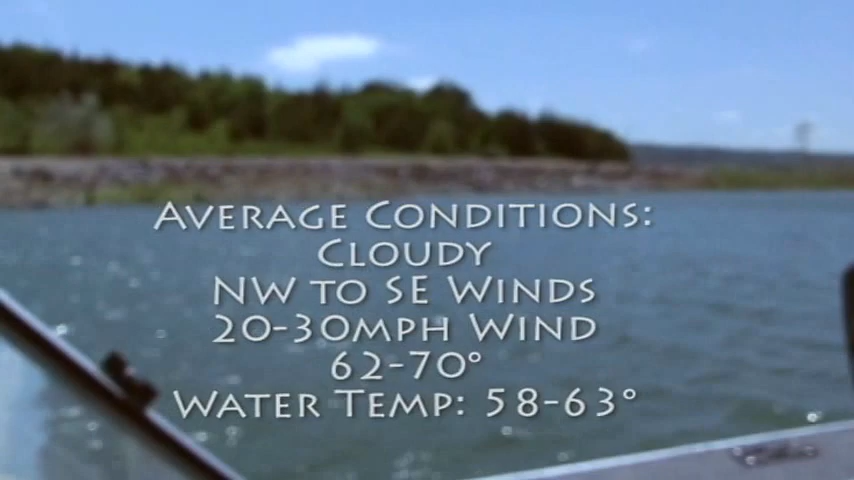 Average Conditions:
Cloudy
NW to SE Winds
20-30mph Wind
62-70°
Water Temp: 58-63°